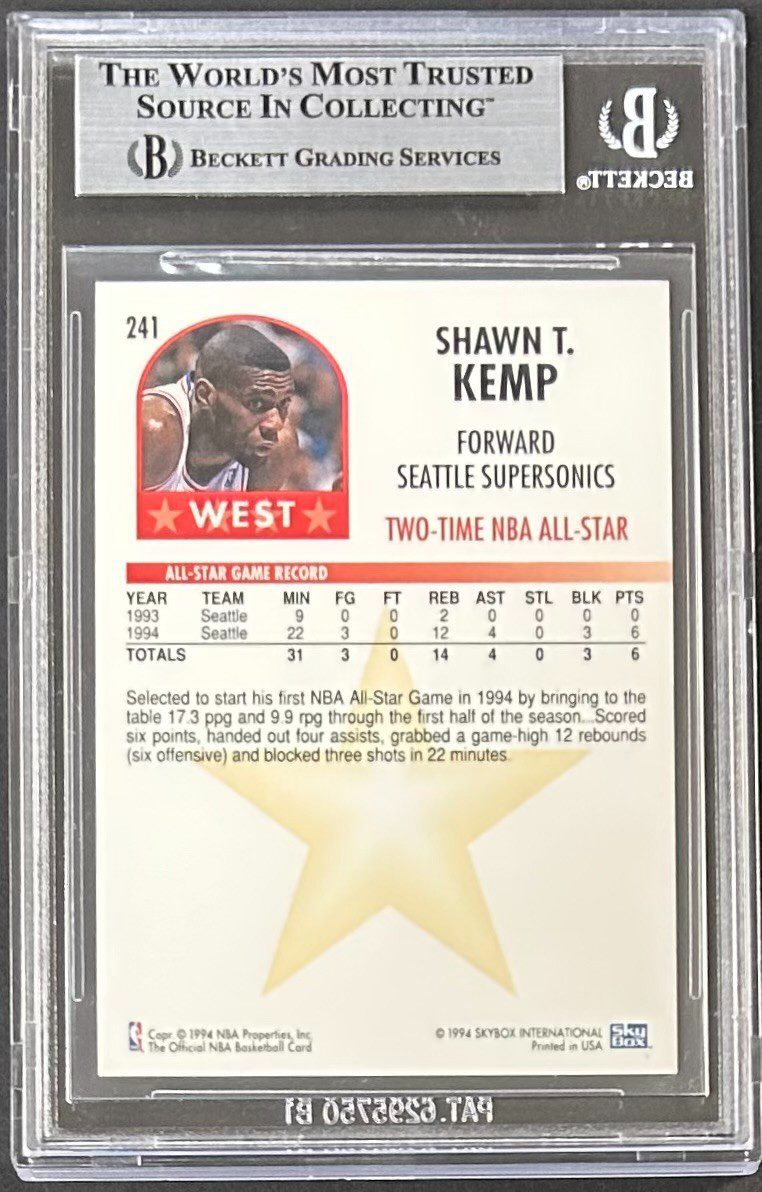 THE WORLD'S MOST TRUSTED
SOURCE IN COLLECTING™
B BECKETT GRADING SERVICES
B
BECKETT®
241
SHAWN T.
KEMP
FORWARD
SEATTLE SUPERSONICS
WEST
TWO-TIME NBA ALL-STAR
ALL-STAR GAME RECORD
YEAR TEAM MIN FG FT REB AST STL BLK PTS
1993 Seattle 9 0 0 2 0 0 0 0
1994 Seattle 22 3 0 12 4 0 3 6
TOTALS 31 3 0 14 4 0 3 6
Selected to start his first NBA All-Star Game in 1994 by bringing to the
table 17.3 ppg and 9.9 rpg through the first half of the season...Scored
six points, handed out four assists, grabbed a game-high 12 rebounds
(six offensive) and blocked three shots in 22 minutes.
Copr. © 1994 NBA Properties, Inc.
The Official NBA Basketball Card
© 1994 SKYBOX INTERNATIONAL
Printed in USA
SkyBox
PAT.6295750 B1